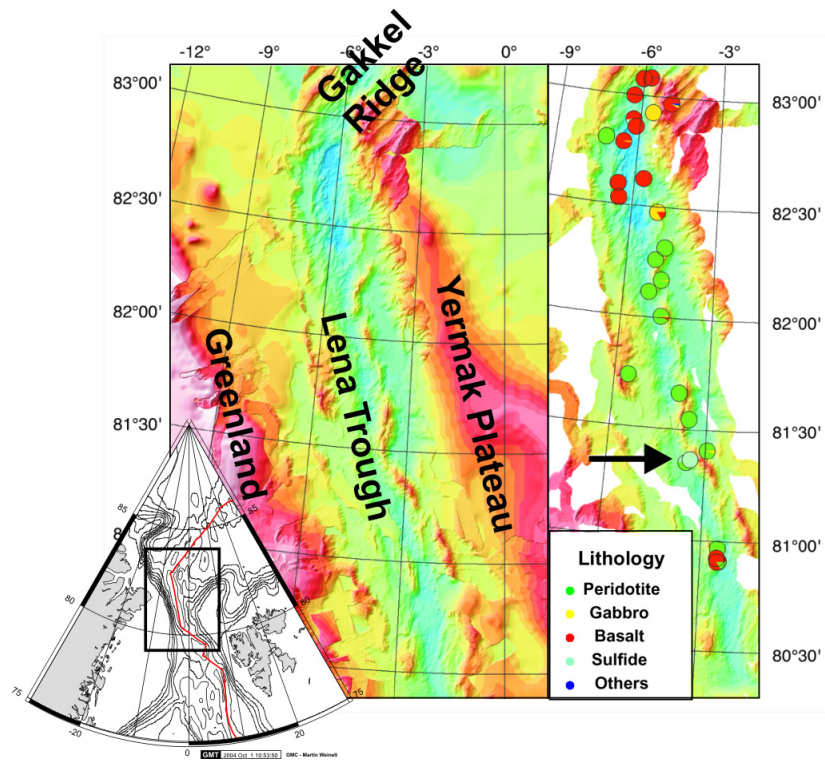 -12° -9° -6° -3° 0° -9° -6° -3°
Gakkel
Ridge
83°00'
82°30'
82°00'
81°30'
83°00'
82°30'
82°00'
81°30'
81°00'
80°30'
Greenland
Lena Trough
Yermak Plateau
Lithology
Peridotite
Gabbro
Basalt
Sulfide
Others
85
85
80
80
75
75
-20
0
20
GMT 2004 Oct 1 10:53:50 OMC - Martin Weinelt